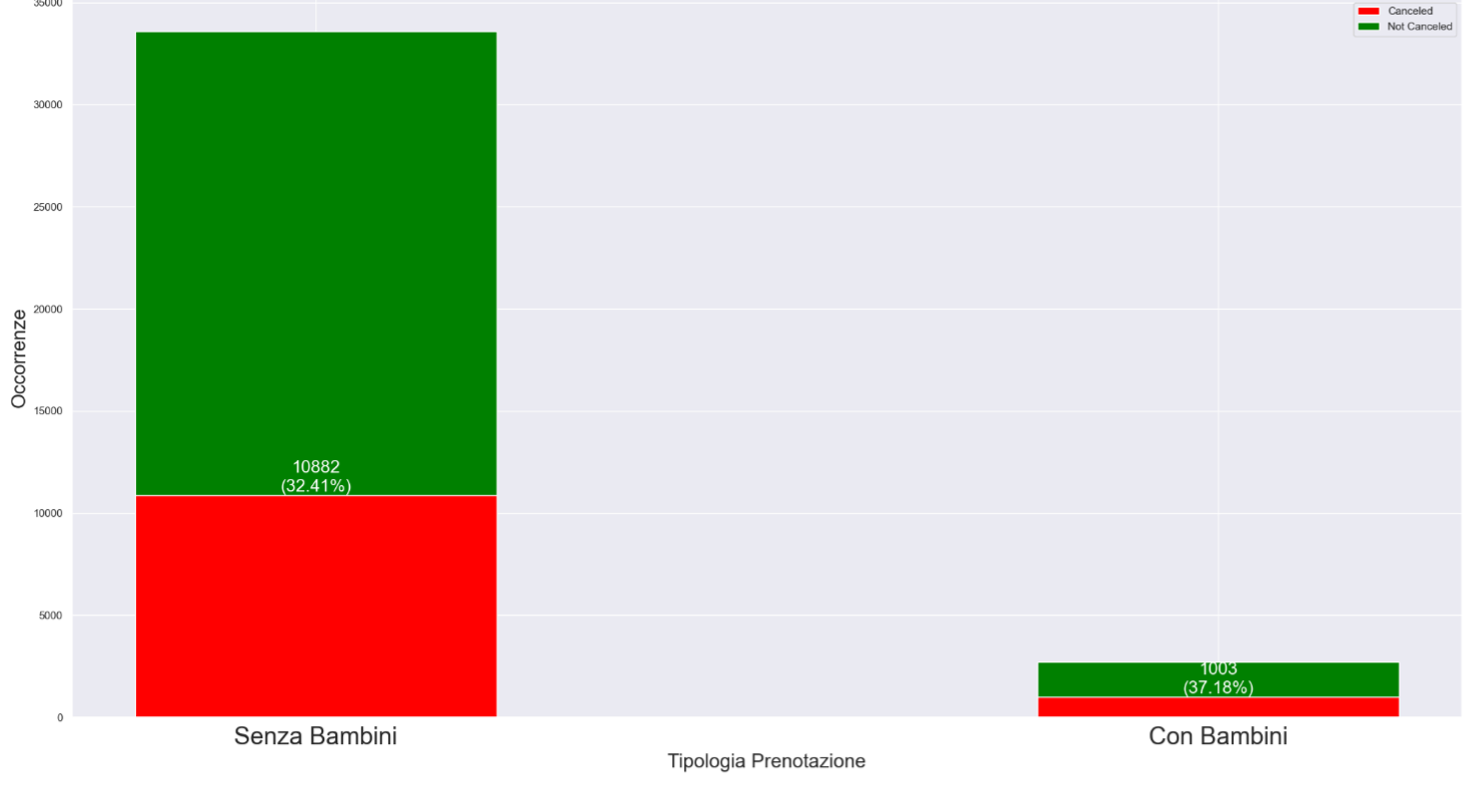 35000
30000
25000
20000
15000
10000
5000
0
Occorrenze
Canceled
Not Canceled
10882
(32.41%)
1003
(37.18%)
Senza Bambini
Con Bambini
Tipologia Prenotazione